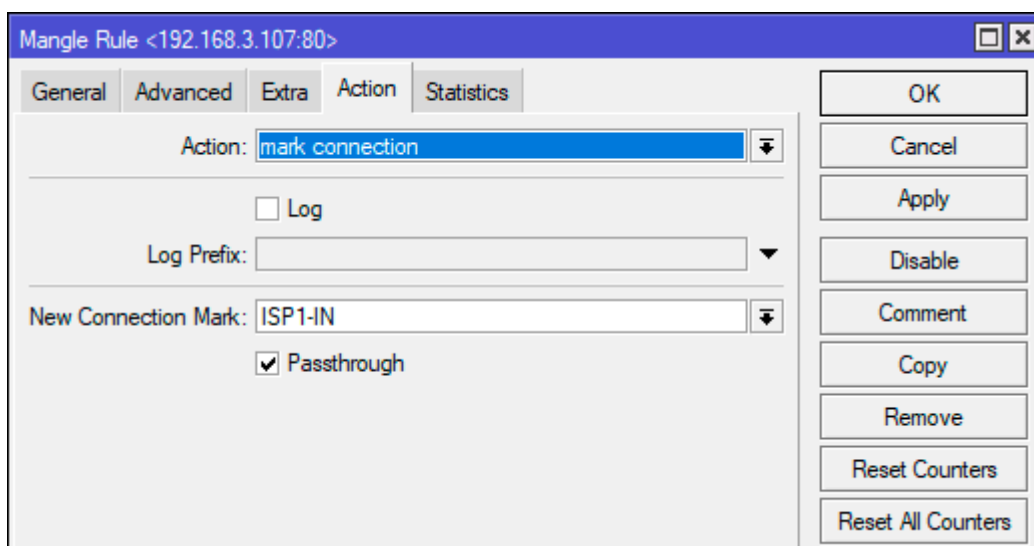 Mangle Rule <192.168.3.107:80>
General Advanced Extra Action Statistics
Action: mark connection
Log
Log Prefix:
New Connection Mark: ISP1-IN
Passthrough
OK
Cancel
Apply
Disable
Comment
Copy
Remove
Reset Counters
Reset All Counters